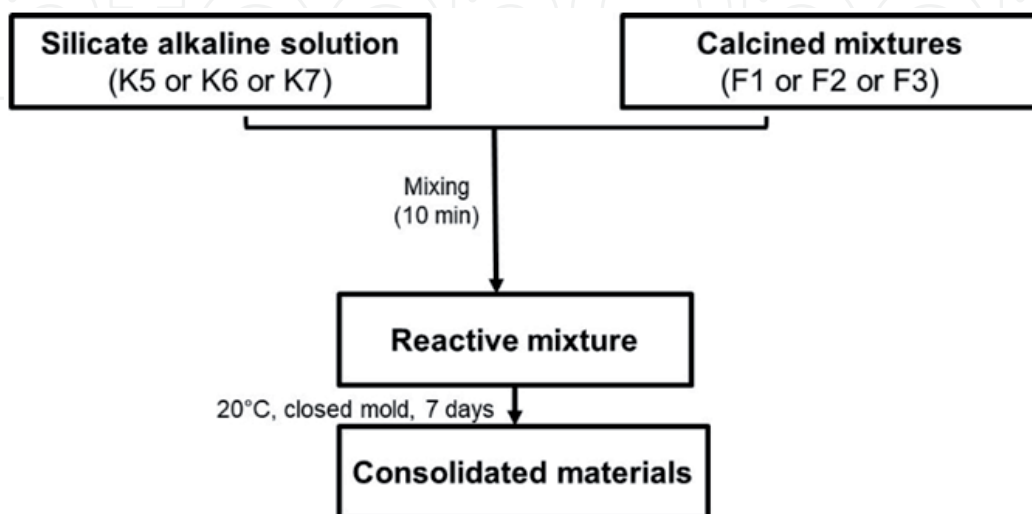 Silicate alkaline solution
(K5 or K6 or K7)
Calcined mixtures
(F1 or F2 or F3)
Mixing
(10 min)
Reactive mixture
20°C, closed mold, 7 days
Consolidated materials